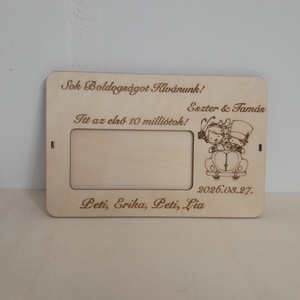 Sok Boldogságot Kívánunk!
Eszter & Tamás
Itt az első 10 milliótok!
2026.03.27.
Peti, Erika, Peti, Lia